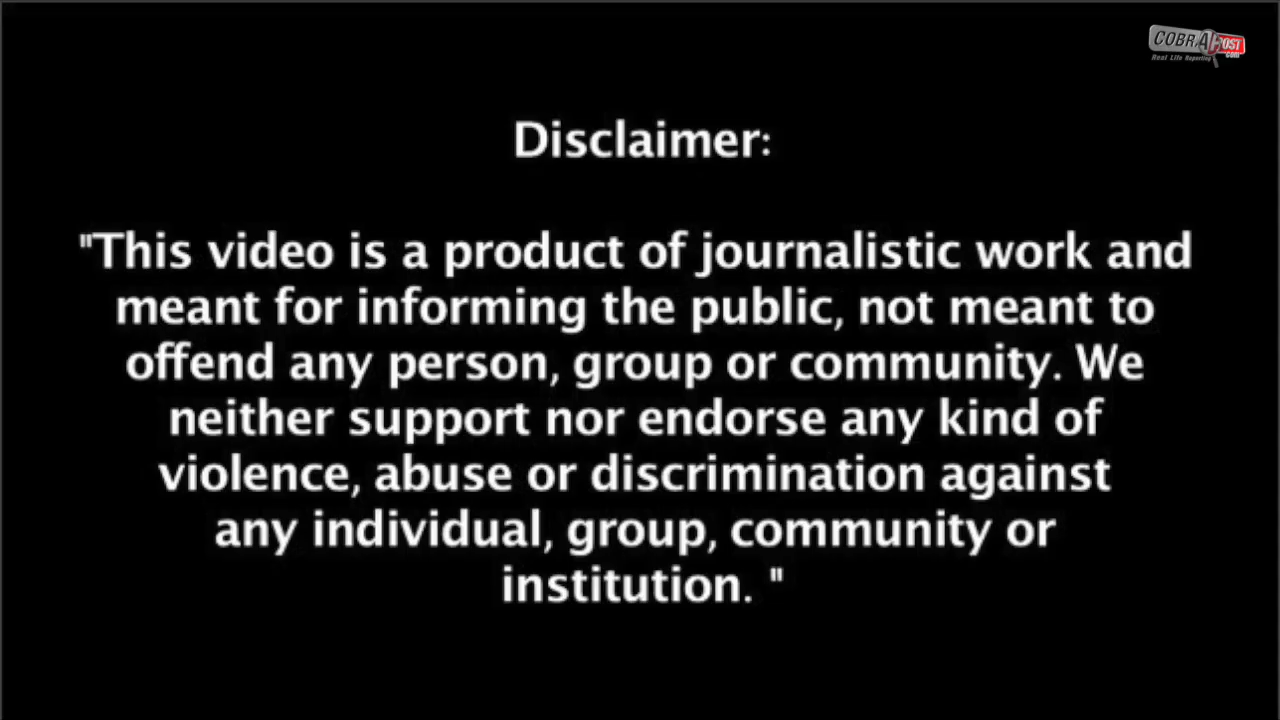 COBRAPOST
.com
Real Life Reporting
Disclaimer:
"This video is a product of journalistic work and
meant for informing the public, not meant to
offend any person, group or community. We
neither support nor endorse any kind of
violence, abuse or discrimination against
any individual, group, community or
institution. "